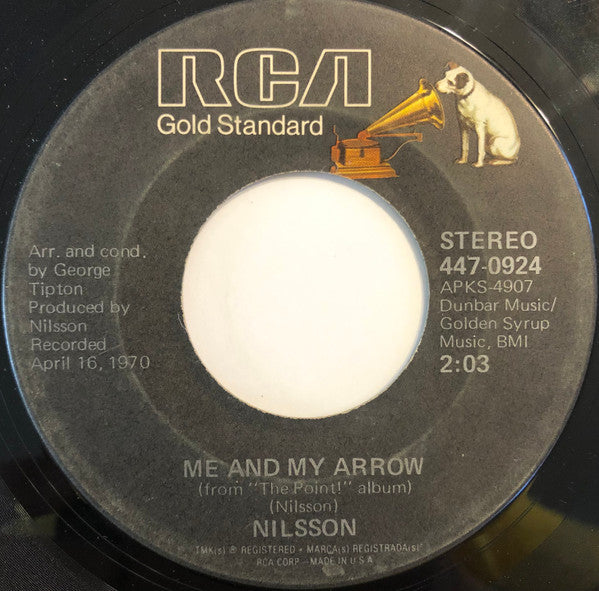 RCA
Gold Standard
Arr. and cond.
by George
Tipton
Produced by
Nilsson
Recorded
April 16, 1970
STEREO
447-0924
APKS-4907
Dunbar Music/
Golden Syrup
Music, BMI
2:03
ME AND MY ARROW
(from "The Point!" album)
(Nilsson)
NILSSON
TMK(s) ® REGISTERED • MARCA(s) REGISTRADA(s)
RCA CORP – MADE IN U.S.A